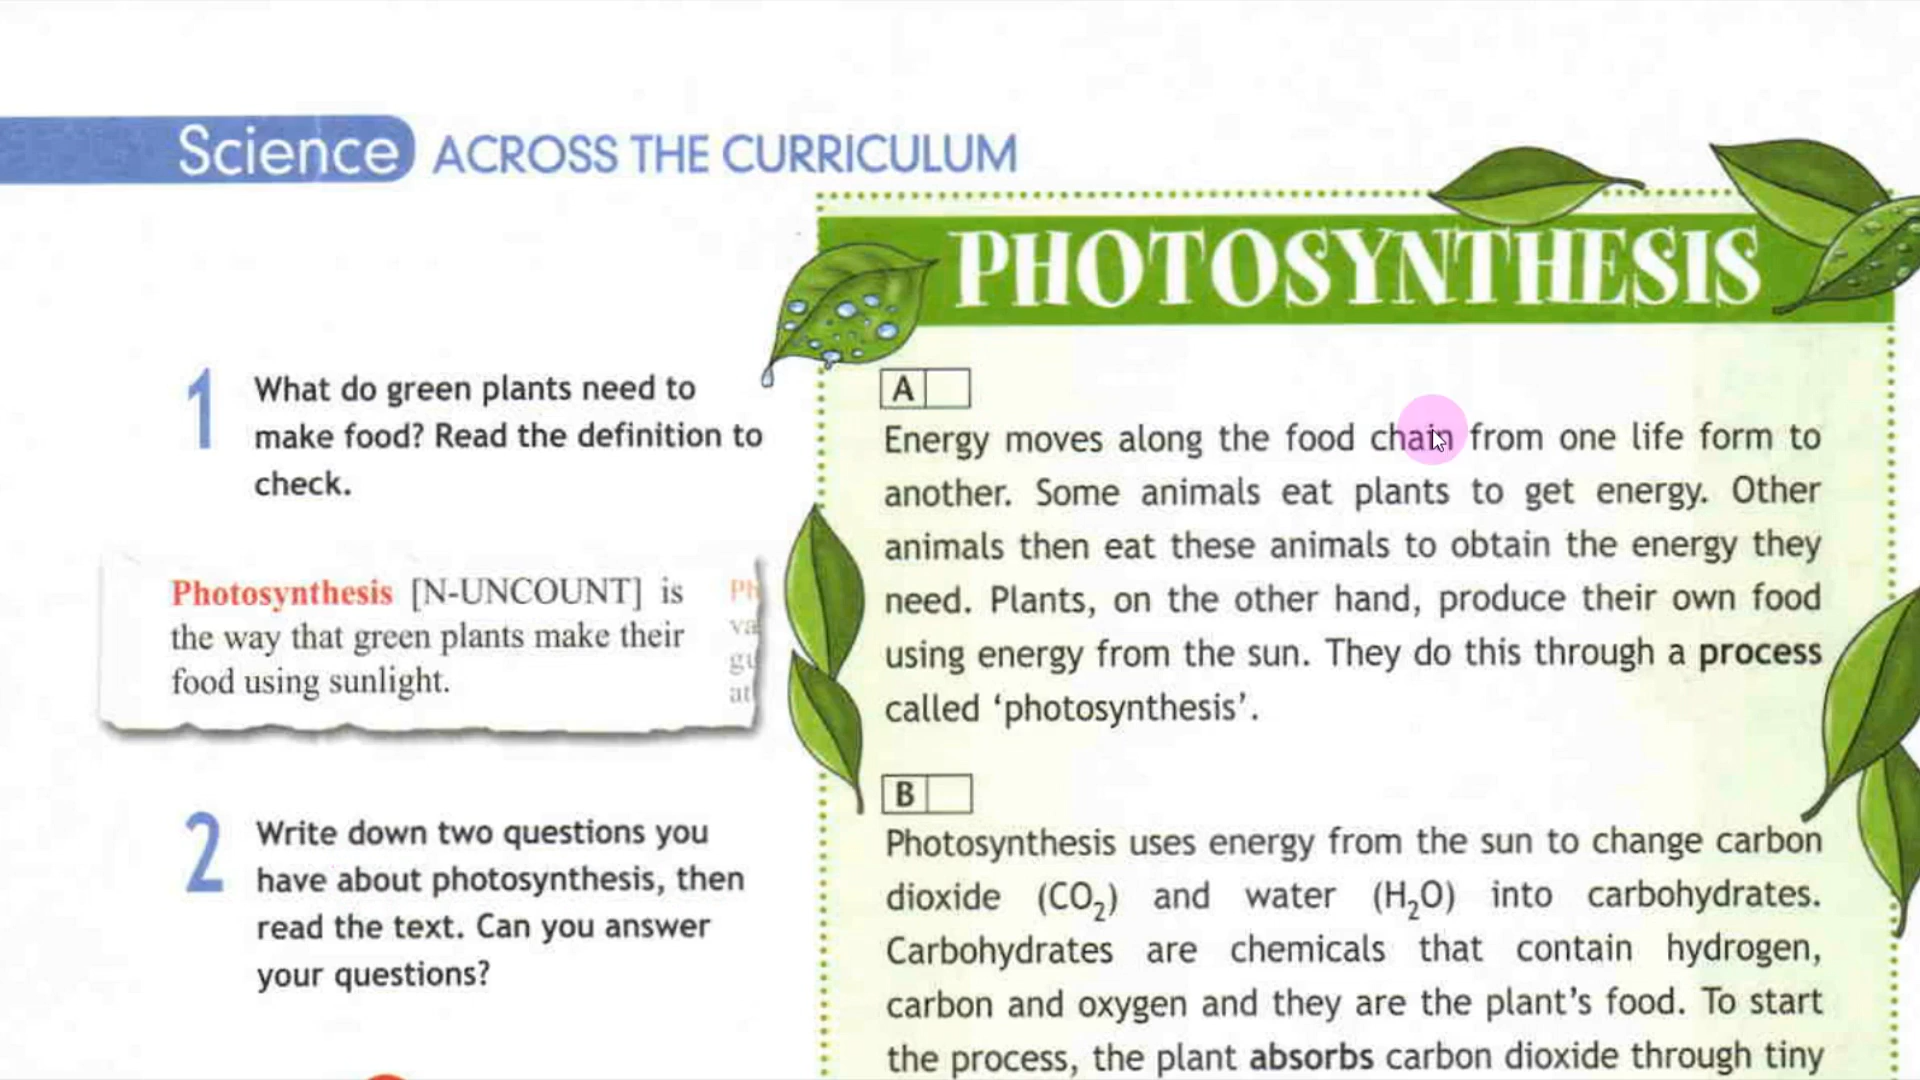 Science ACROSS THE CURRICULUM
1
What do green plants need to
make food? Read the definition to
check.
Photosynthesis [N-UNCOUNT] is
the way that green plants make their
food using sunlight.
2
Write down two questions you
have about photosynthesis, then
read the text. Can you answer
your questions?
PHOTOSYNTHESIS
A
Energy moves along the food chain from one life form to
another. Some animals eat plants to get energy. Other
animals then eat these animals to obtain the energy they
need. Plants, on the other hand, produce their own food
using energy from the sun. They do this through a process
called ‘photosynthesis’.
B
Photosynthesis uses energy from the sun to change carbon
dioxide (CO₂) and water (H₂O) into carbohydrates.
Carbohydrates are chemicals that contain hydrogen,
carbon and oxygen and they are the plant’s food. To start
the process, the plant absorbs carbon dioxide through tiny